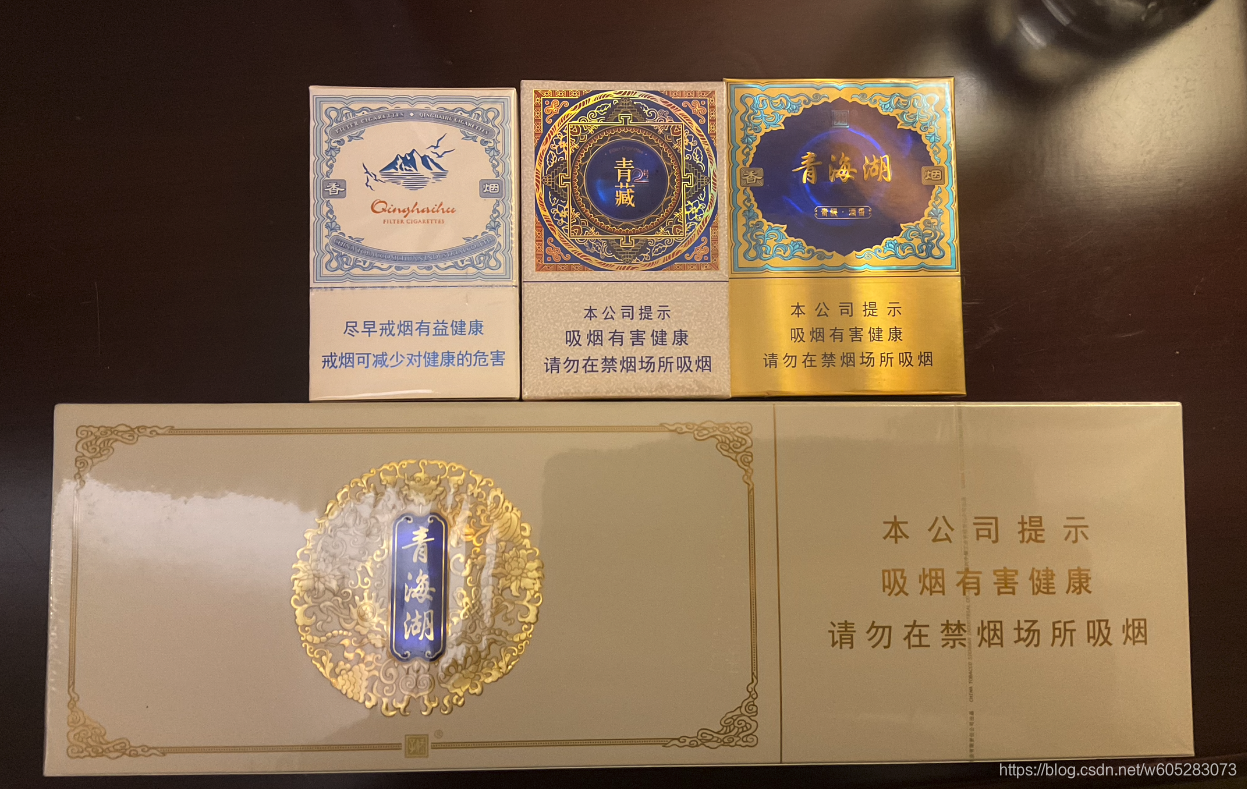 FILTER CIGARETTES ✦ QINGHAIHU CIGARETTES
香
烟
Qinghaihu
FILTER CIGARETTES
尽早戒烟有益健康
戒烟可减少对健康的危害
青藏
本公司提示
吸烟有害健康
请勿在禁烟场所吸烟
香
烟
青海湖
本公司提示
吸烟有害健康
请勿在禁烟场所吸烟
青海湖
®
本公司提示
吸烟有害健康
请勿在禁烟场所吸烟
https://blog.csdn.net/w605283073